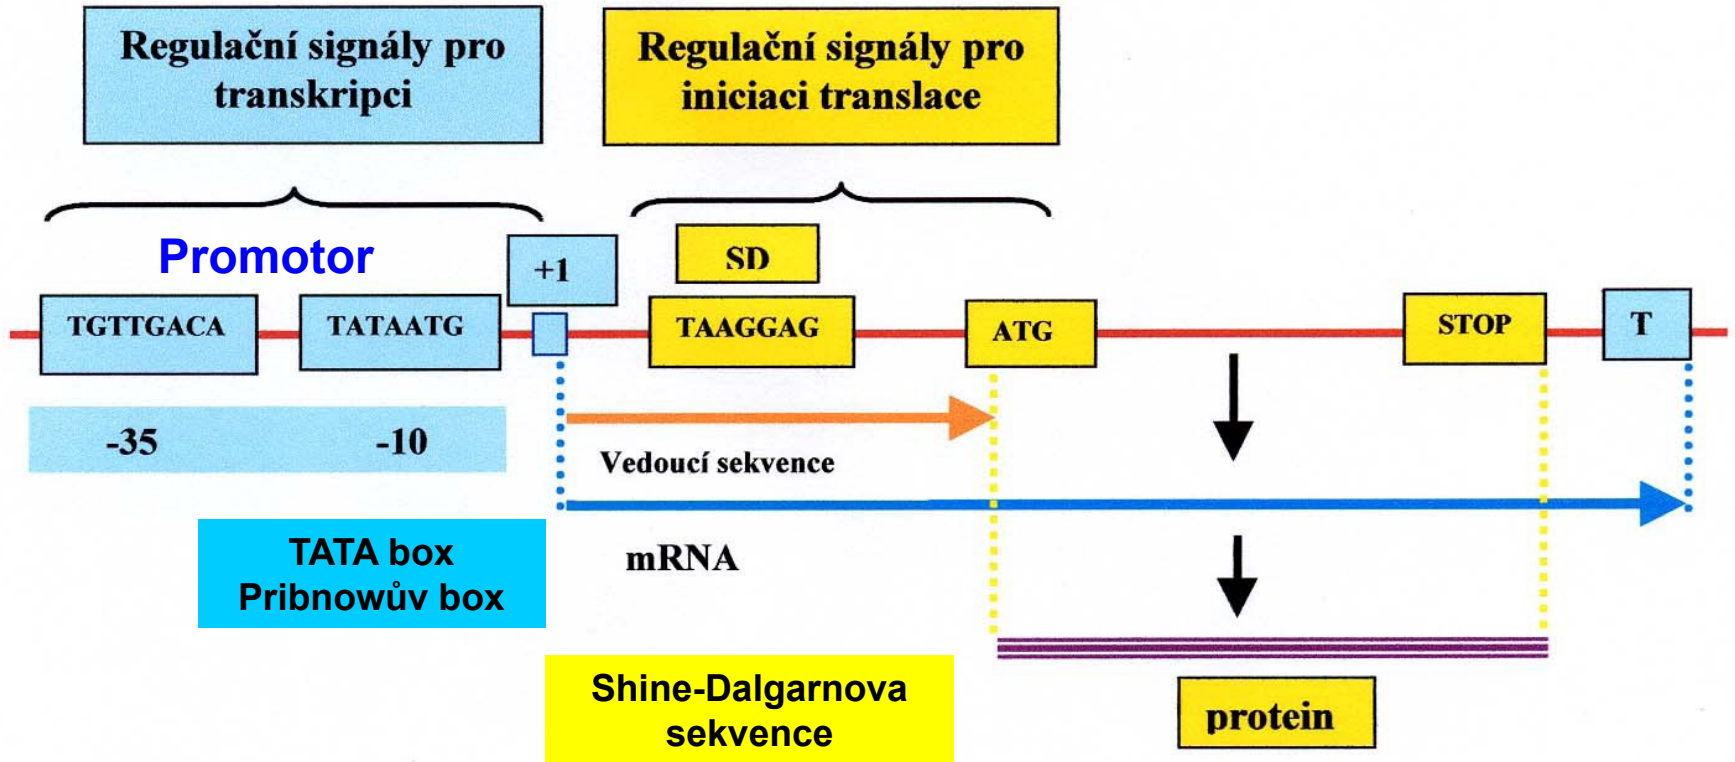 Regulační signály pro
transkripci
Regulační signály pro
iniciaci translace
Promotor
+1
SD
TGTTGACA
TATAATG
TAAGGAG
ATG
STOP
T
-35
-10
Vedoucí sekvence
mRNA
TATA box
Pribnowův box
Shine-Dalgarnova
sekvence
protein